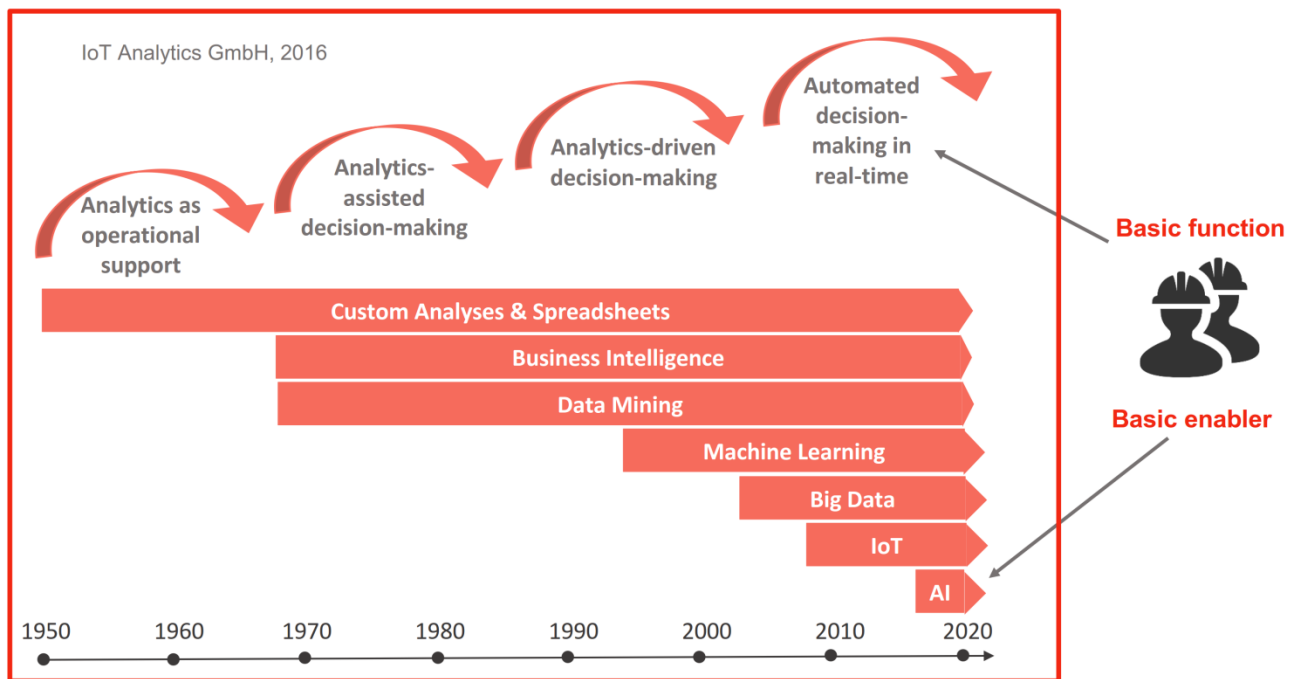 IoT Analytics GmbH, 2016
Analytics as
operational
support
Analytics-
assisted
decision-making
Analytics-driven
decision-making
Automated
decision-
making in
real-time
Basic function
Basic enabler
Custom Analyses & Spreadsheets
Business Intelligence
Data Mining
Machine Learning
Big Data
IoT
AI
1950 1960 1970 1980 1990 2000 2010 2020